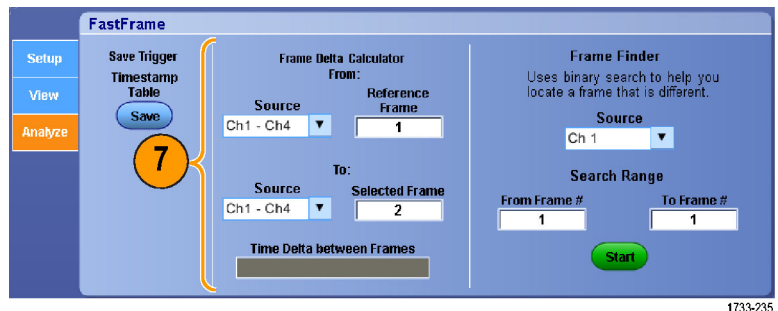 FastFrame
Setup
View
Analyze
Save Trigger
Timestamp
Table
Save
7
Frame Delta Calculator
From:
Source
Reference
Frame
Ch1 - Ch4
1
To:
Source
Selected Frame
Ch1 - Ch4
2
Time Delta between Frames
Frame Finder
Uses binary search to help you
locate a frame that is different.
Source
Ch 1
Search Range
From Frame #
To Frame #
1
1
Start
1733-235